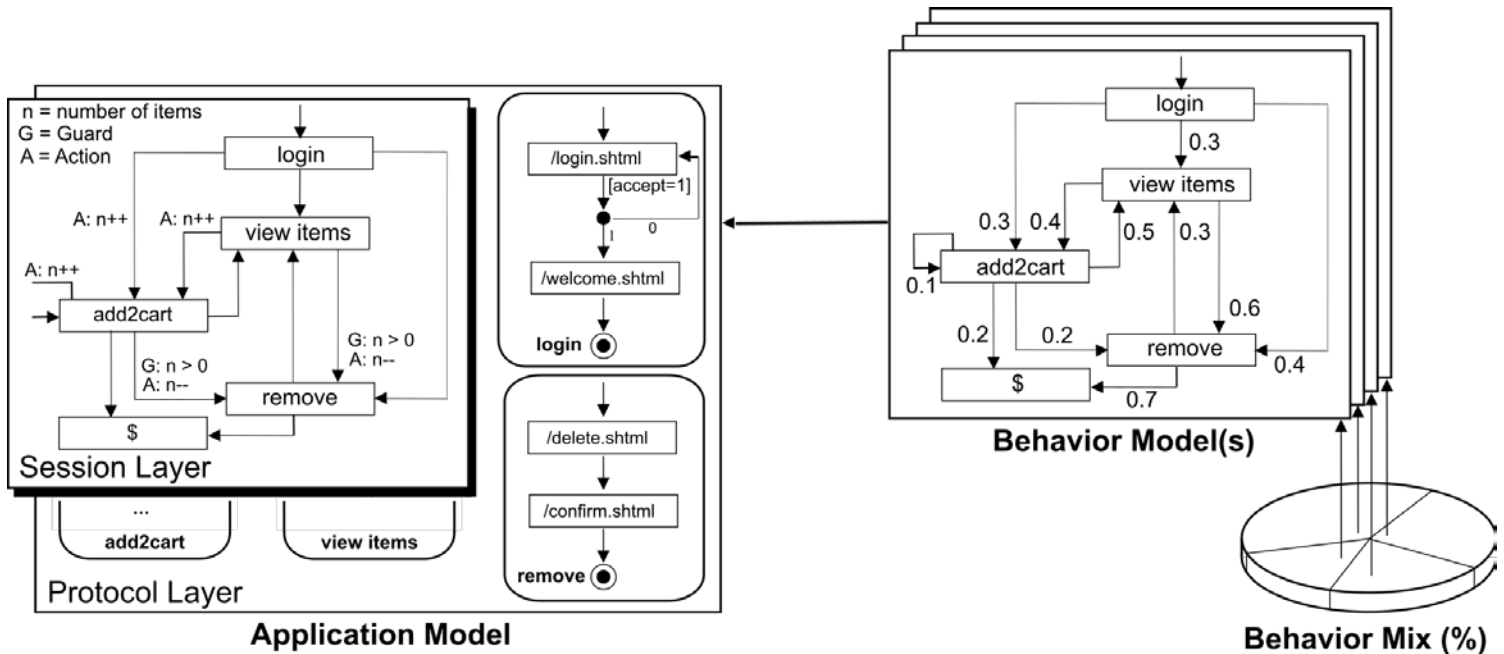 n = number of items
G = Guard
A = Action
login
A: n++
A: n++
view items
A: n++
add2cart
G: n > 0
A: n--
G: n > 0
A: n--
remove
$
Session Layer
...
add2cart
view items
Protocol Layer
Application Model
/login.shtml
[accept=1]
0
1
/welcome.shtml
login
/delete.shtml
/confirm.shtml
remove
login
0.3
view items
0.3
0.4
0.5
0.3
add2cart
0.1
0.6
0.2
0.2
remove
0.4
$
0.7
Behavior Model(s)
Behavior Mix (%)